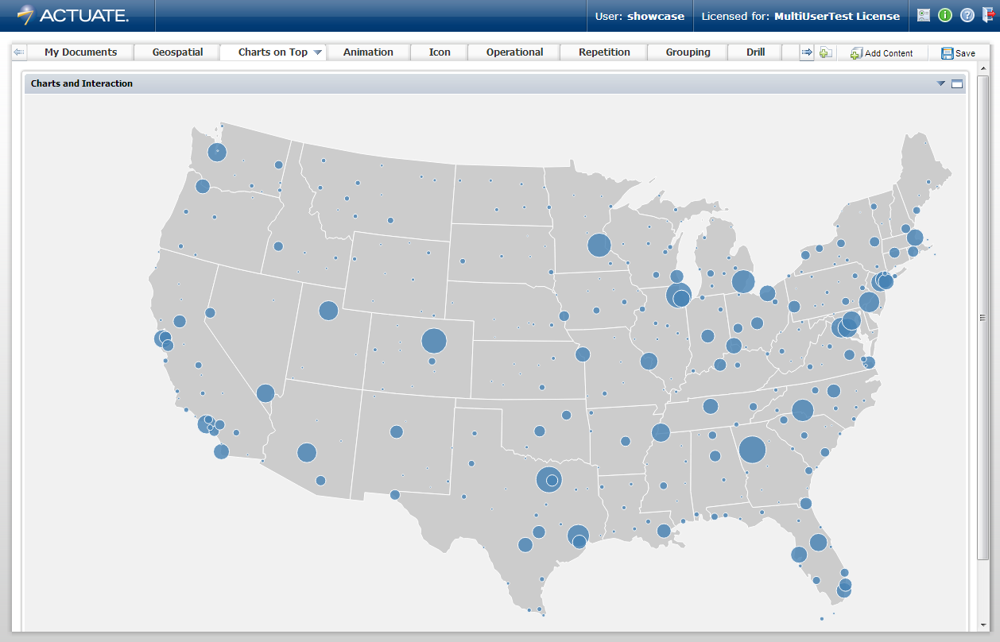 ACTUATE.
User: showcase
Licensed for: MultiUserTest License
My Documents
Geospatial
Charts on Top
Animation
Icon
Operational
Repetition
Grouping
Drill
Add Content
Save
Charts and Interaction